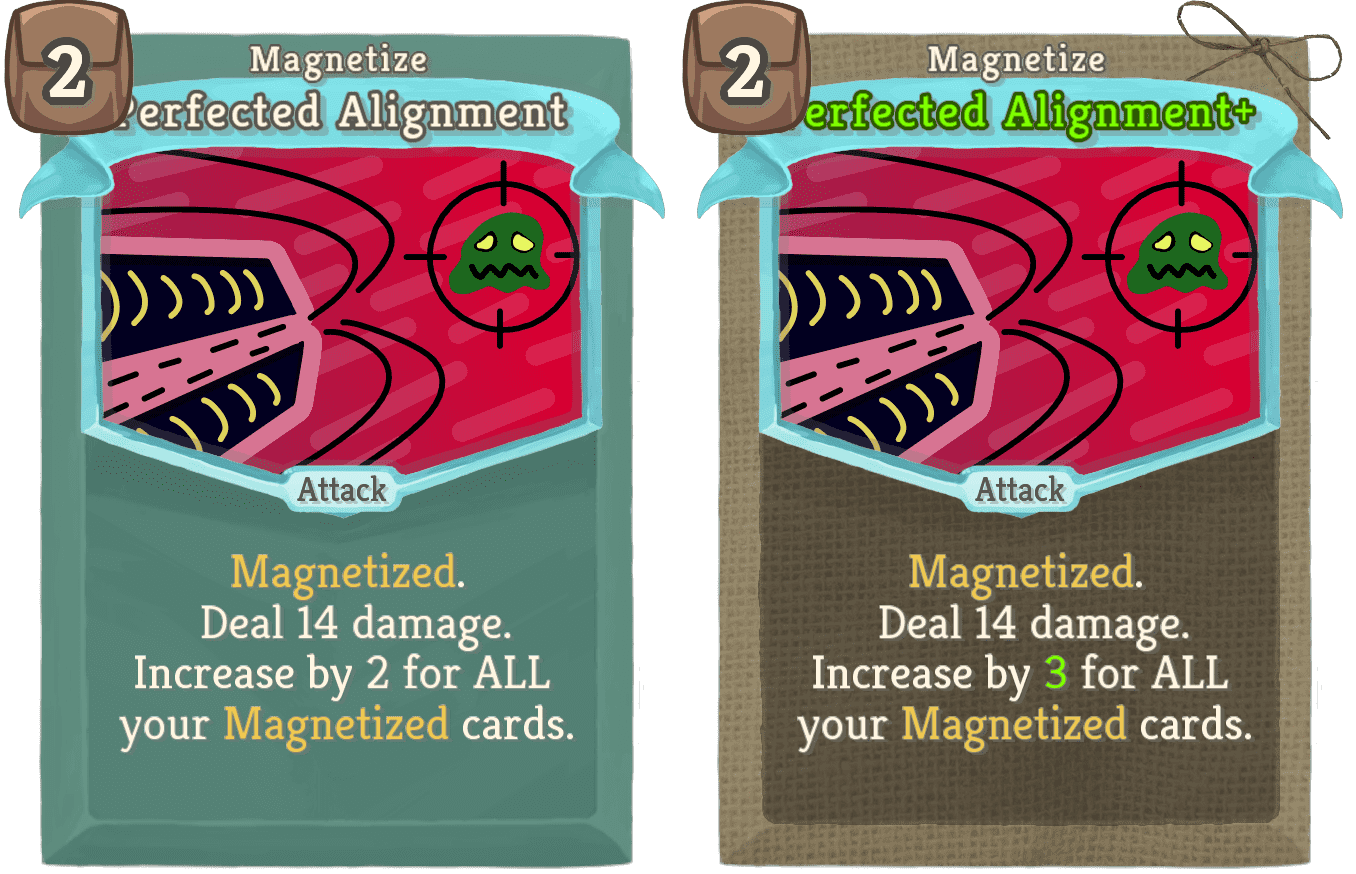 2
Magnetize
Perfected Alignment
Attack
Magnetized.
Deal 14 damage.
Increase by 2 for ALL
your Magnetized cards.
2
Magnetize
erfected Alignment+
Attack
Magnetized.
Deal 14 damage.
Increase by 3 for ALL
your Magnetized cards.